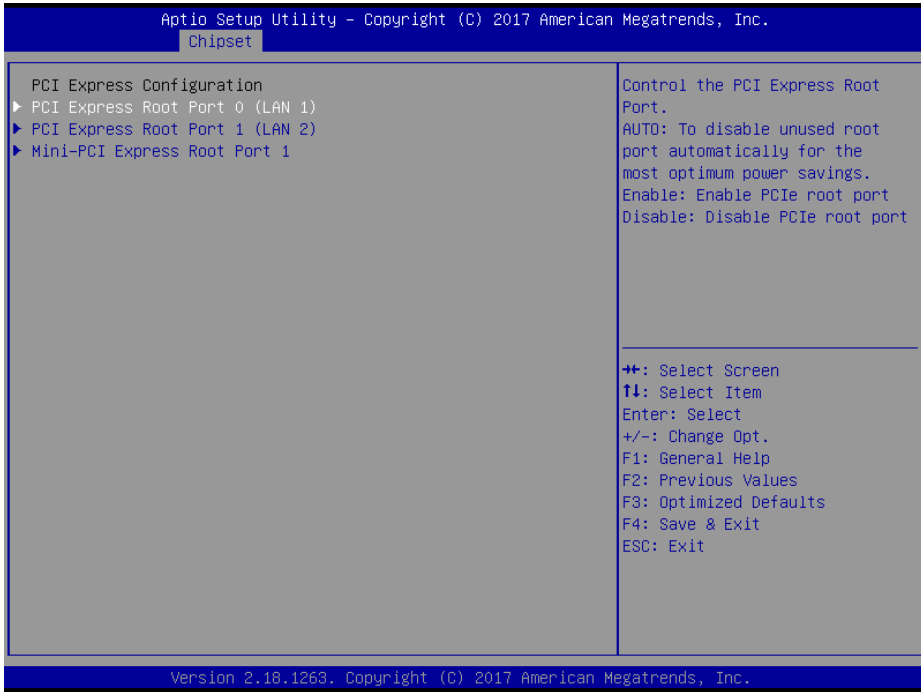 Aptio Setup Utility – Copyright (C) 2017 American Megatrends, Inc.
Chipset
PCI Express Configuration
▶ PCI Express Root Port 0 (LAN 1)
▶ PCI Express Root Port 1 (LAN 2)
▶ Mini-PCI Express Root Port 1
Control the PCI Express Root
Port.
AUTO: To disable unused root
port automatically for the
most optimum power savings.
Enable: Enable PCIe root port
Disable: Disable PCIe root port
→←: Select Screen
↑↓: Select Item
Enter: Select
+/-: Change Opt.
F1: General Help
F2: Previous Values
F3: Optimized Defaults
F4: Save & Exit
ESC: Exit
Version 2.18.1263. Copyright (C) 2017 American Megatrends, Inc.